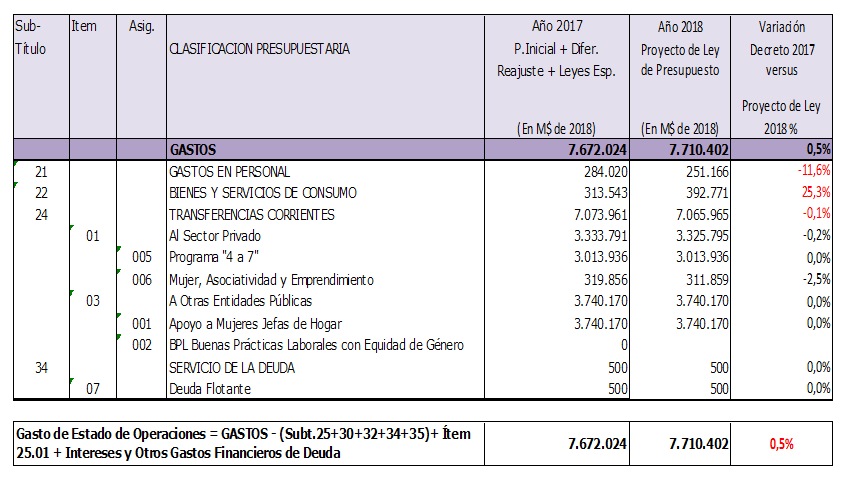 Sub-Título Item Asig. CLASIFICACION PRESUPUESTARIA Año 2017 P.Inicial + Difer. Reajuste + Leyes Esp. (En M$ de 2018) Año 2018 Proyecto de Ley de Presupuesto (En M$ de 2018) Variación Decreto 2017 versus Proyecto de Ley 2018 %
GASTOS 7.672.024 7.710.402 0,5%
21 GASTOS EN PERSONAL 284.020 251.166 -11,6%
22 BIENES Y SERVICIOS DE CONSUMO 313.543 392.771 25,3%
24 TRANSFERENCIAS CORRIENTES 7.073.961 7.065.965 -0,1%
01 Al Sector Privado 3.333.791 3.325.795 -0,2%
005 Programa "4 a 7" 3.013.936 3.013.936 0,0%
006 Mujer, Asociatividad y Emprendimiento 319.856 311.859 -2,5%
03 A Otras Entidades Públicas 3.740.170 3.740.170 0,0%
001 Apoyo a Mujeres Jefas de Hogar 3.740.170 3.740.170 0,0%
002 BPL Buenas Prácticas Laborales con Equidad de Género 0
34 SERVICIO DE LA DEUDA 500 500 0,0%
07 Deuda Flotante 500 500 0,0%
Gasto de Estado de Operaciones = GASTOS - (Subt.25+30+32+34+35)+ Ítem
25.01 + Intereses y Otros Gastos Financieros de Deuda 7.672.024 7.710.402 0,5%